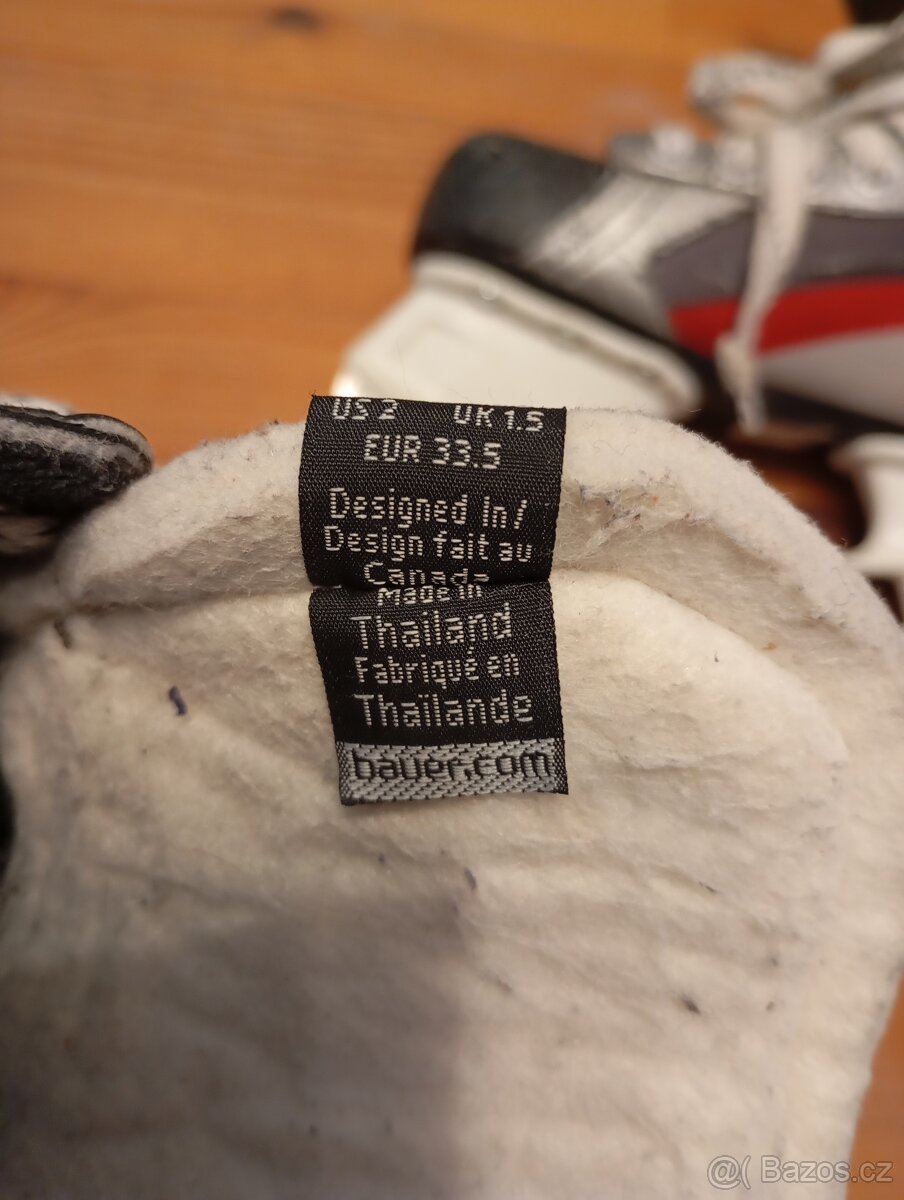 US 2 UK 1.5
EUR 33.5
Designed in/
Design fait au
Canada
Made in
Thailand
Fabriqué en
Thaïlande
bauer.com
@( Bazos.cz